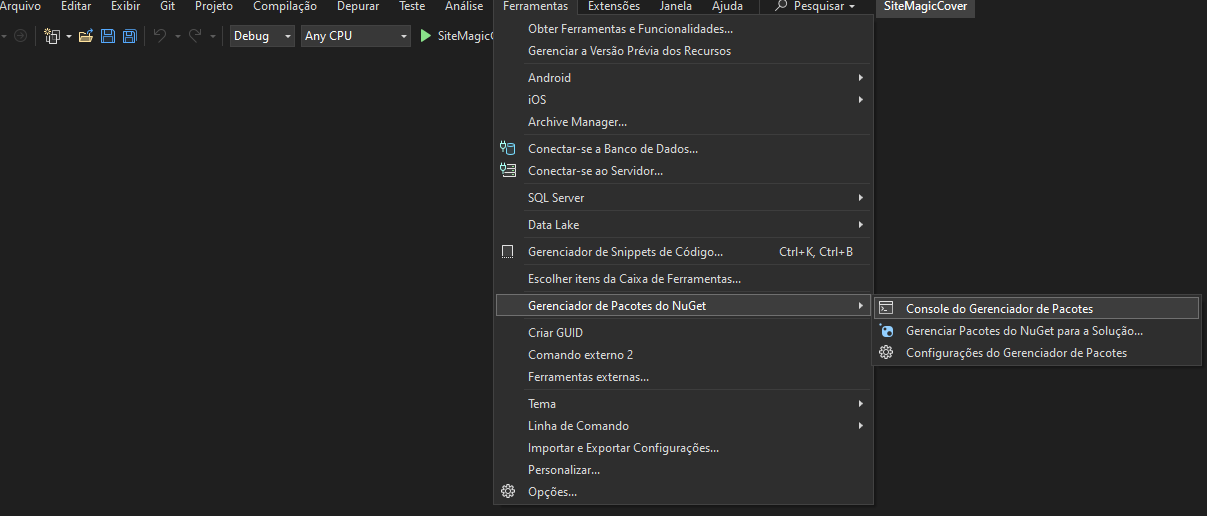 Arquivo Editar Exibir Git Projeto Compilação Depurar Teste Análise Ferramentas Extensões Janela Ajuda Pesquisar SiteMagicCover
Debug Any CPU SiteMagicC
Obter Ferramentas e Funcionalidades...
Gerenciar a Versão Prévia dos Recursos
Android
iOS
Archive Manager...
Conectar-se a Banco de Dados...
Conectar-se ao Servidor...
SQL Server
Data Lake
Gerenciador de Snippets de Código... Ctrl+K, Ctrl+B
Escolher itens da Caixa de Ferramentas...
Gerenciador de Pacotes do NuGet
Console do Gerenciador de Pacotes
Gerenciar Pacotes do NuGet para a Solução...
Configurações do Gerenciador de Pacotes
Criar GUID
Comando externo 2
Ferramentas externas...
Tema
Linha de Comando
Importar e Exportar Configurações...
Personalizar...
Opções...